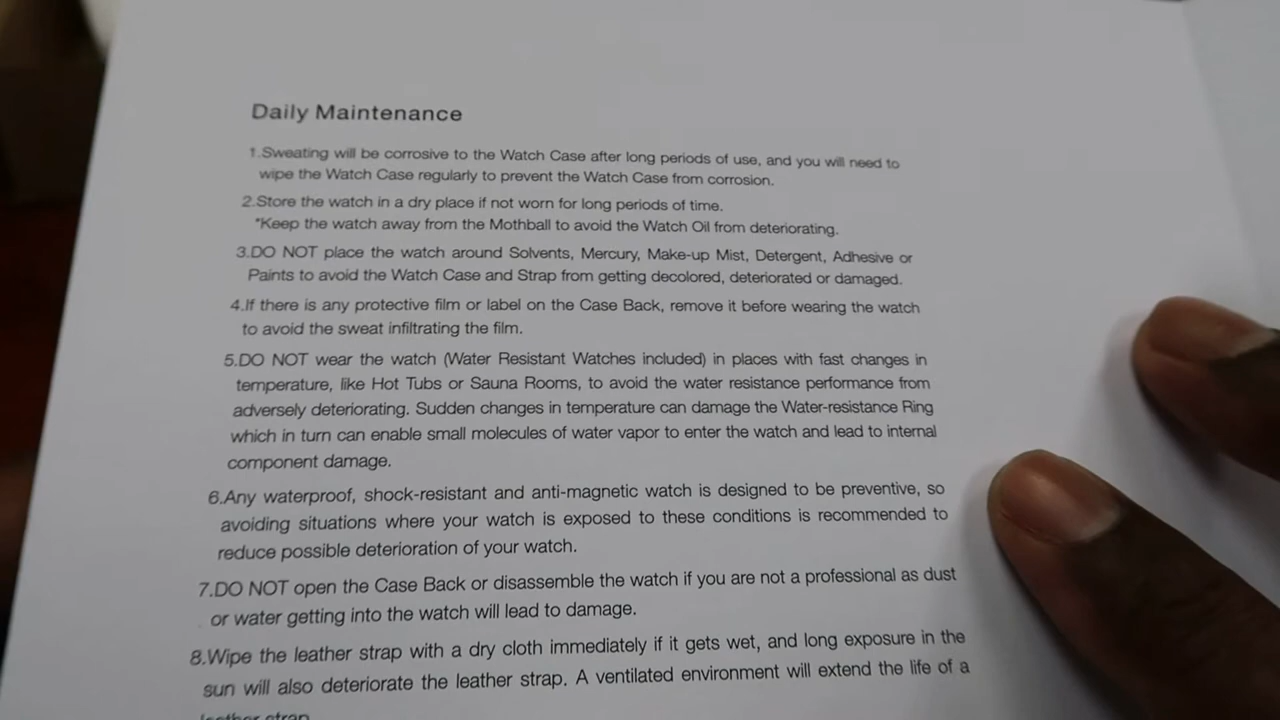 Daily Maintenance
1.Sweating will be corrosive to the Watch Case after long periods of use, and you will need to
wipe the Watch Case regularly to prevent the Watch Case from corrosion.
2.Store the watch in a dry place if not worn for long periods of time.
*Keep the watch away from the Mothball to avoid the Watch Oil from deteriorating.
3.DO NOT place the watch around Solvents, Mercury, Make-up Mist, Detergent, Adhesive or
Paints to avoid the Watch Case and Strap from getting decolored, deteriorated or damaged.
4.If there is any protective film or label on the Case Back, remove it before wearing the watch
to avoid the sweat infiltrating the film.
5.DO NOT wear the watch (Water Resistant Watches included) in places with fast changes in
temperature, like Hot Tubs or Sauna Rooms, to avoid the water resistance performance from
adversely deteriorating. Sudden changes in temperature can damage the Water-resistance Ring
which in turn can enable small molecules of water vapor to enter the watch and lead to internal
component damage.
6.Any waterproof, shock-resistant and anti-magnetic watch is designed to be preventive, so
avoiding situations where your watch is exposed to these conditions is recommended to
reduce possible deterioration of your watch.
7.DO NOT open the Case Back or disassemble the watch if you are not a professional as dust
or water getting into the watch will lead to damage.
8.Wipe the leather strap with a dry cloth immediately if it gets wet, and long exposure in the
sun will also deteriorate the leather strap. A ventilated environment will extend the life of a
leather strap